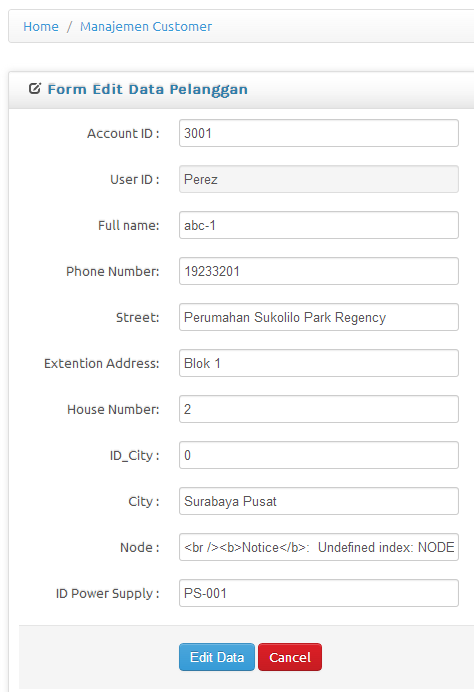 Home / Manajemen Customer
Form Edit Data Pelanggan
Account ID : 3001
User ID : Perez
Full name: abc-1
Phone Number: 19233201
Street: Perumahan Sukolilo Park Regency
Extention Address: Blok 1
House Number: 2
ID_City : 0
City : Surabaya Pusat
Node : <br /><b>Notice</b>:  Undefined index: NODE
ID Power Supply : PS-001
Edit Data Cancel